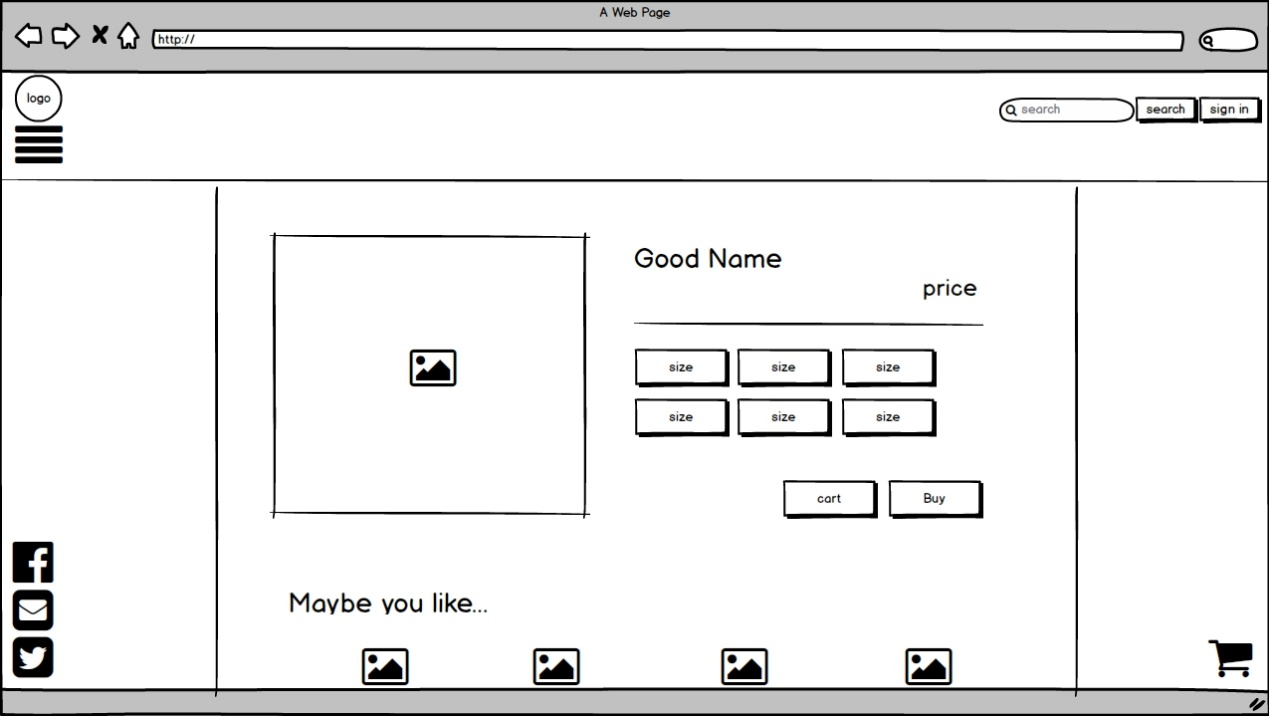 A Web Page
http://
logo
search search sign in
Good Name
price
size size size
size size size
cart Buy
Maybe you like...